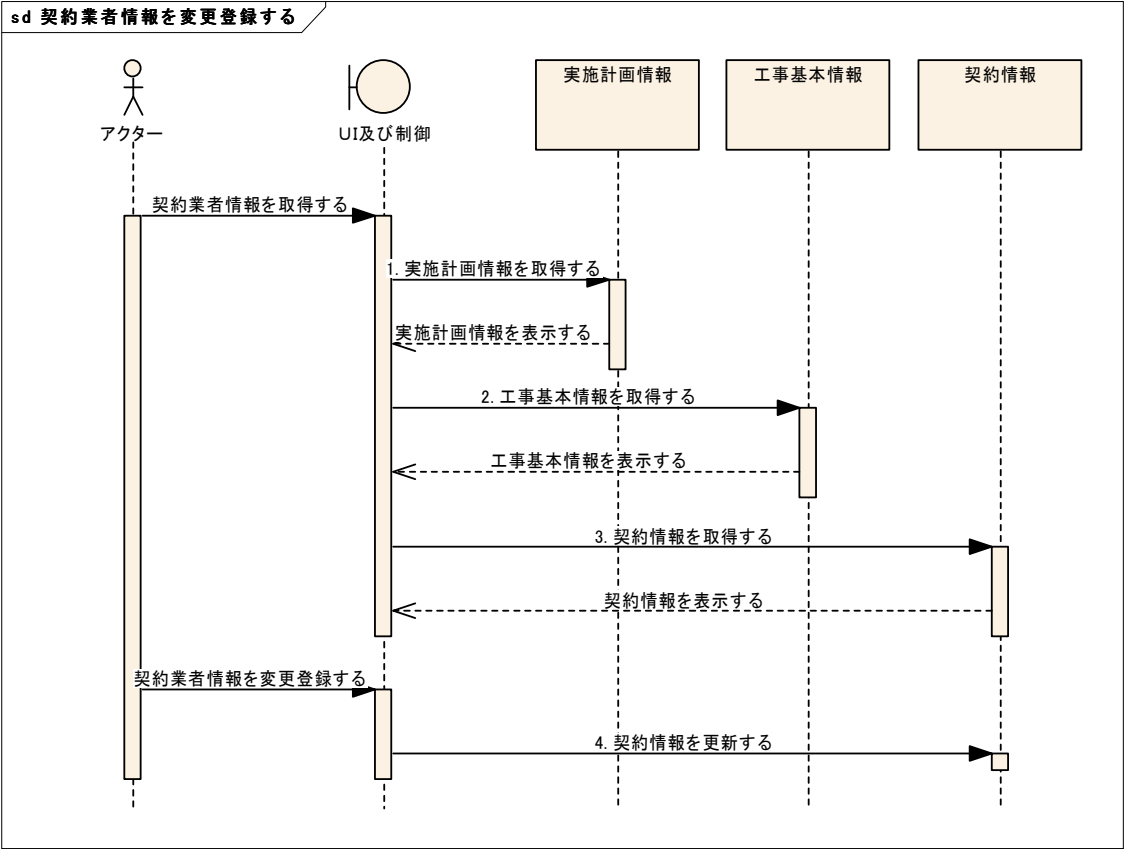 sd 契約業者情報を変更登録する
アクター
UI及び制御
実施計画情報
工事基本情報
契約情報
契約業者情報を取得する
1. 実施計画情報を取得する
実施計画情報を表示する
2. 工事基本情報を取得する
工事基本情報を表示する
3. 契約情報を取得する
契約情報を表示する
契約業者情報を変更登録する
4. 契約情報を更新する